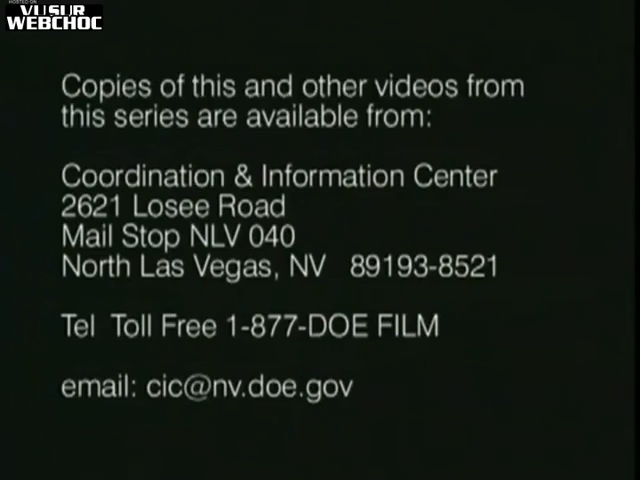 HOSTED ON
VUSUR
WEBCHOC
Copies of this and other videos from
this series are available from:
Coordination & Information Center
2621 Losee Road
Mail Stop NLV 040
North Las Vegas, NV 89193-8521
Tel Toll Free 1-877-DOE FILM
email: cic@nv.doe.gov